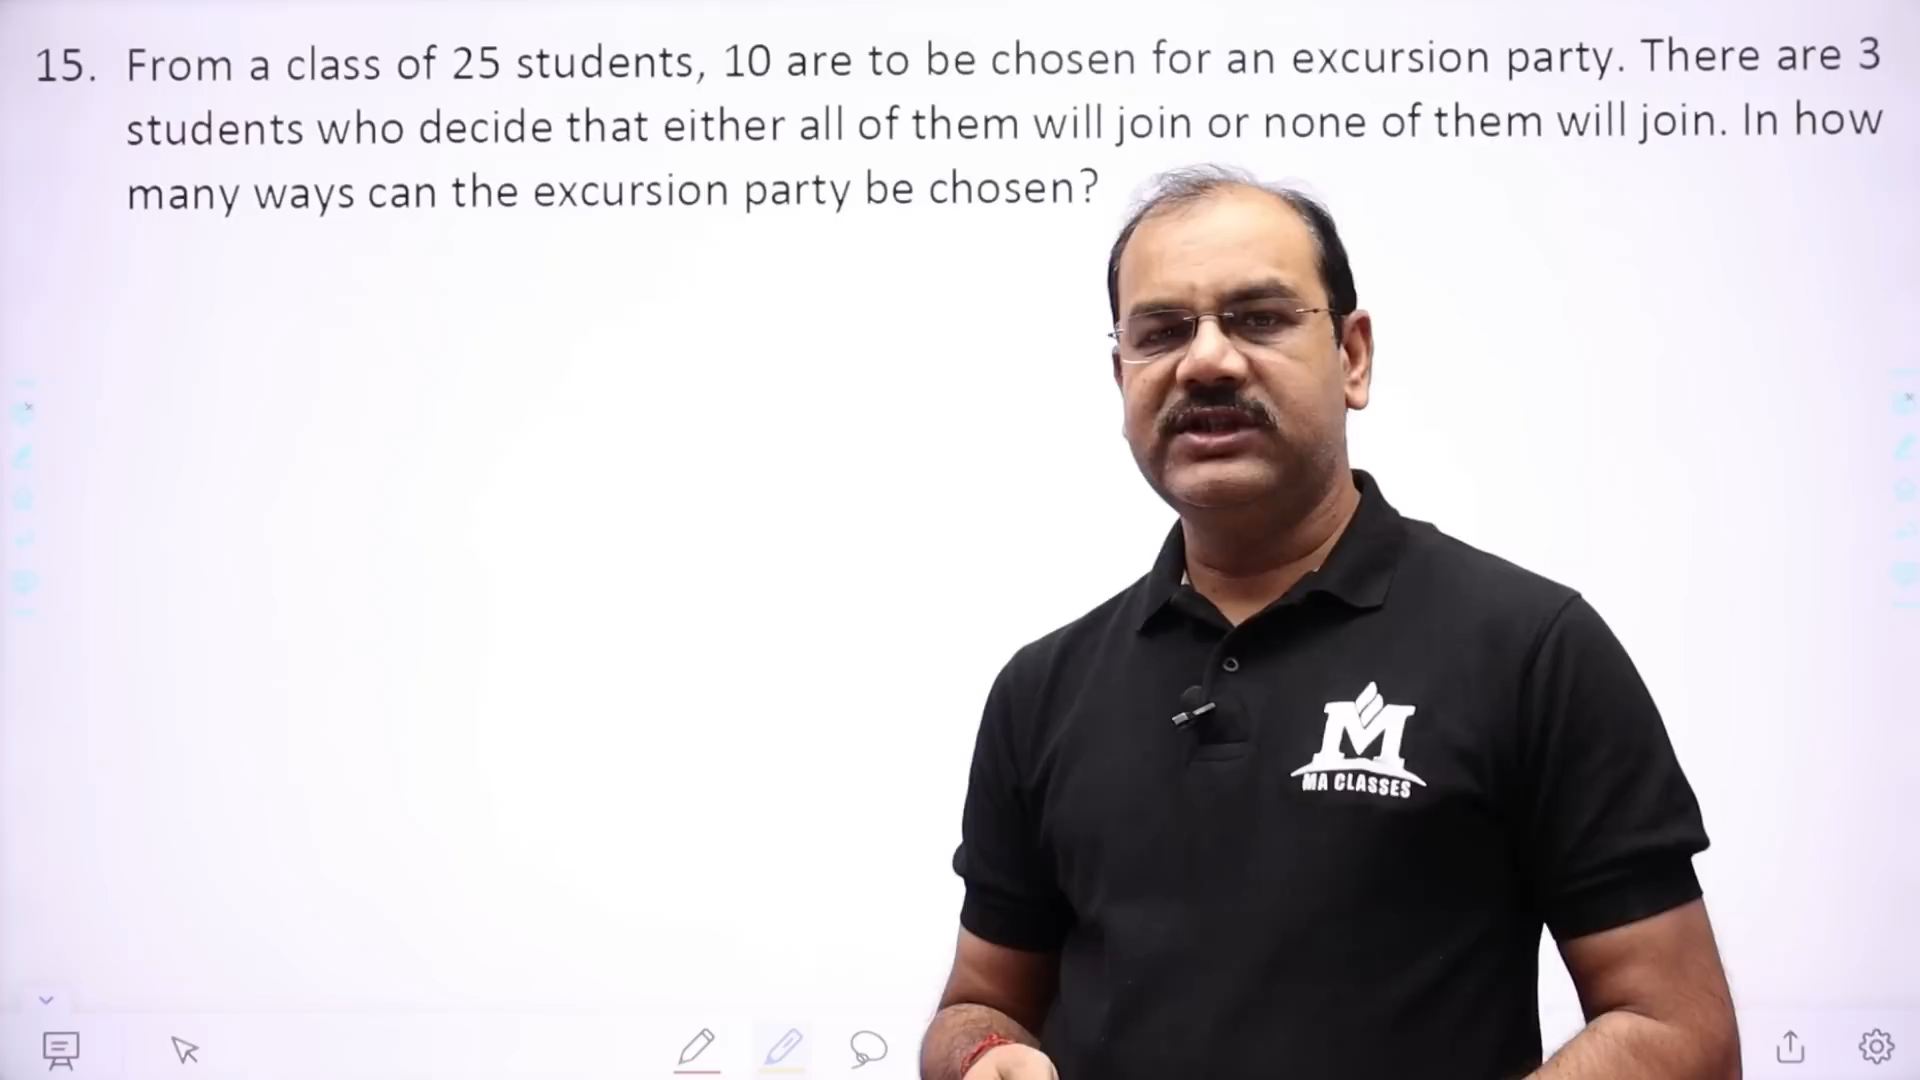 15. From a class of 25 students, 10 are to be chosen for an excursion party. There are 3
students who decide that either all of them will join or none of them will join. In how
many ways can the excursion party be chosen?
M
MA CLASSES